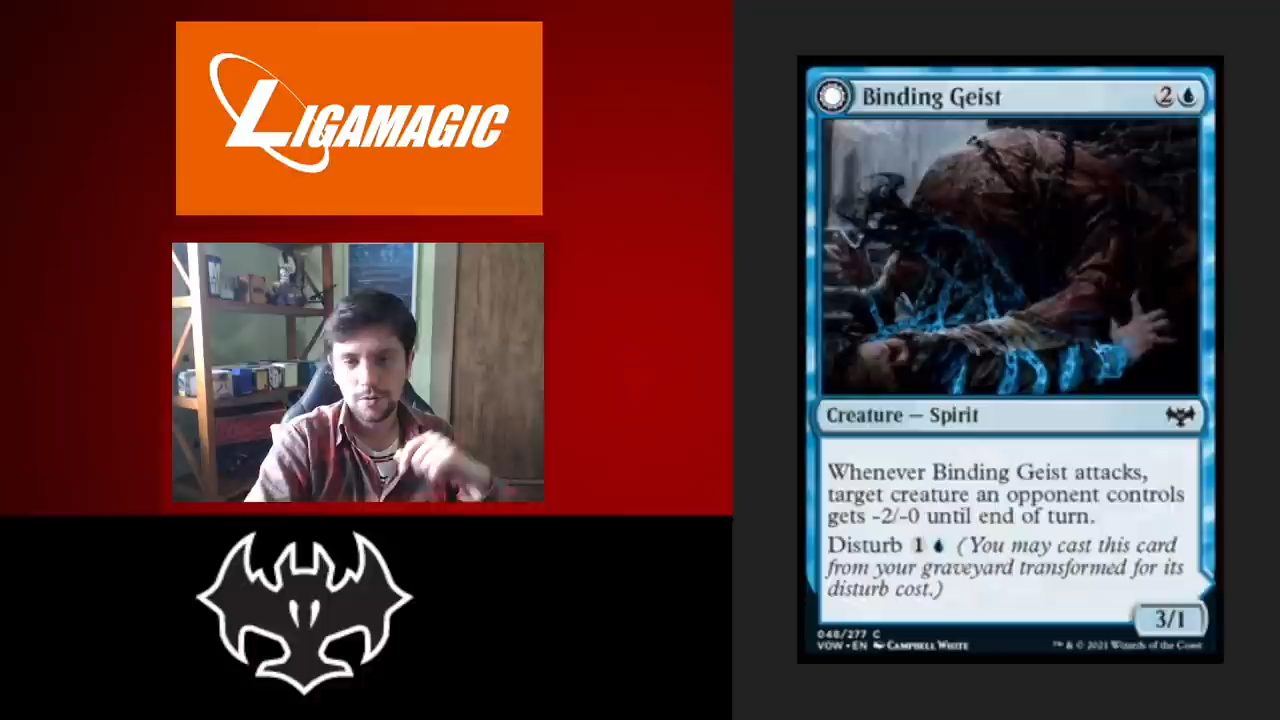 LIGAMAGIC
Binding Geist
2
Creature — Spirit
Whenever Binding Geist attacks,
target creature an opponent controls
gets -2/-0 until end of turn.
Disturb 1 (You may cast this card
from your graveyard transformed for its
disturb cost.)
3/1
048/277 C
VOW • EN CAMPBELL WHITE
™ & © 2021 Wizards of the Coast